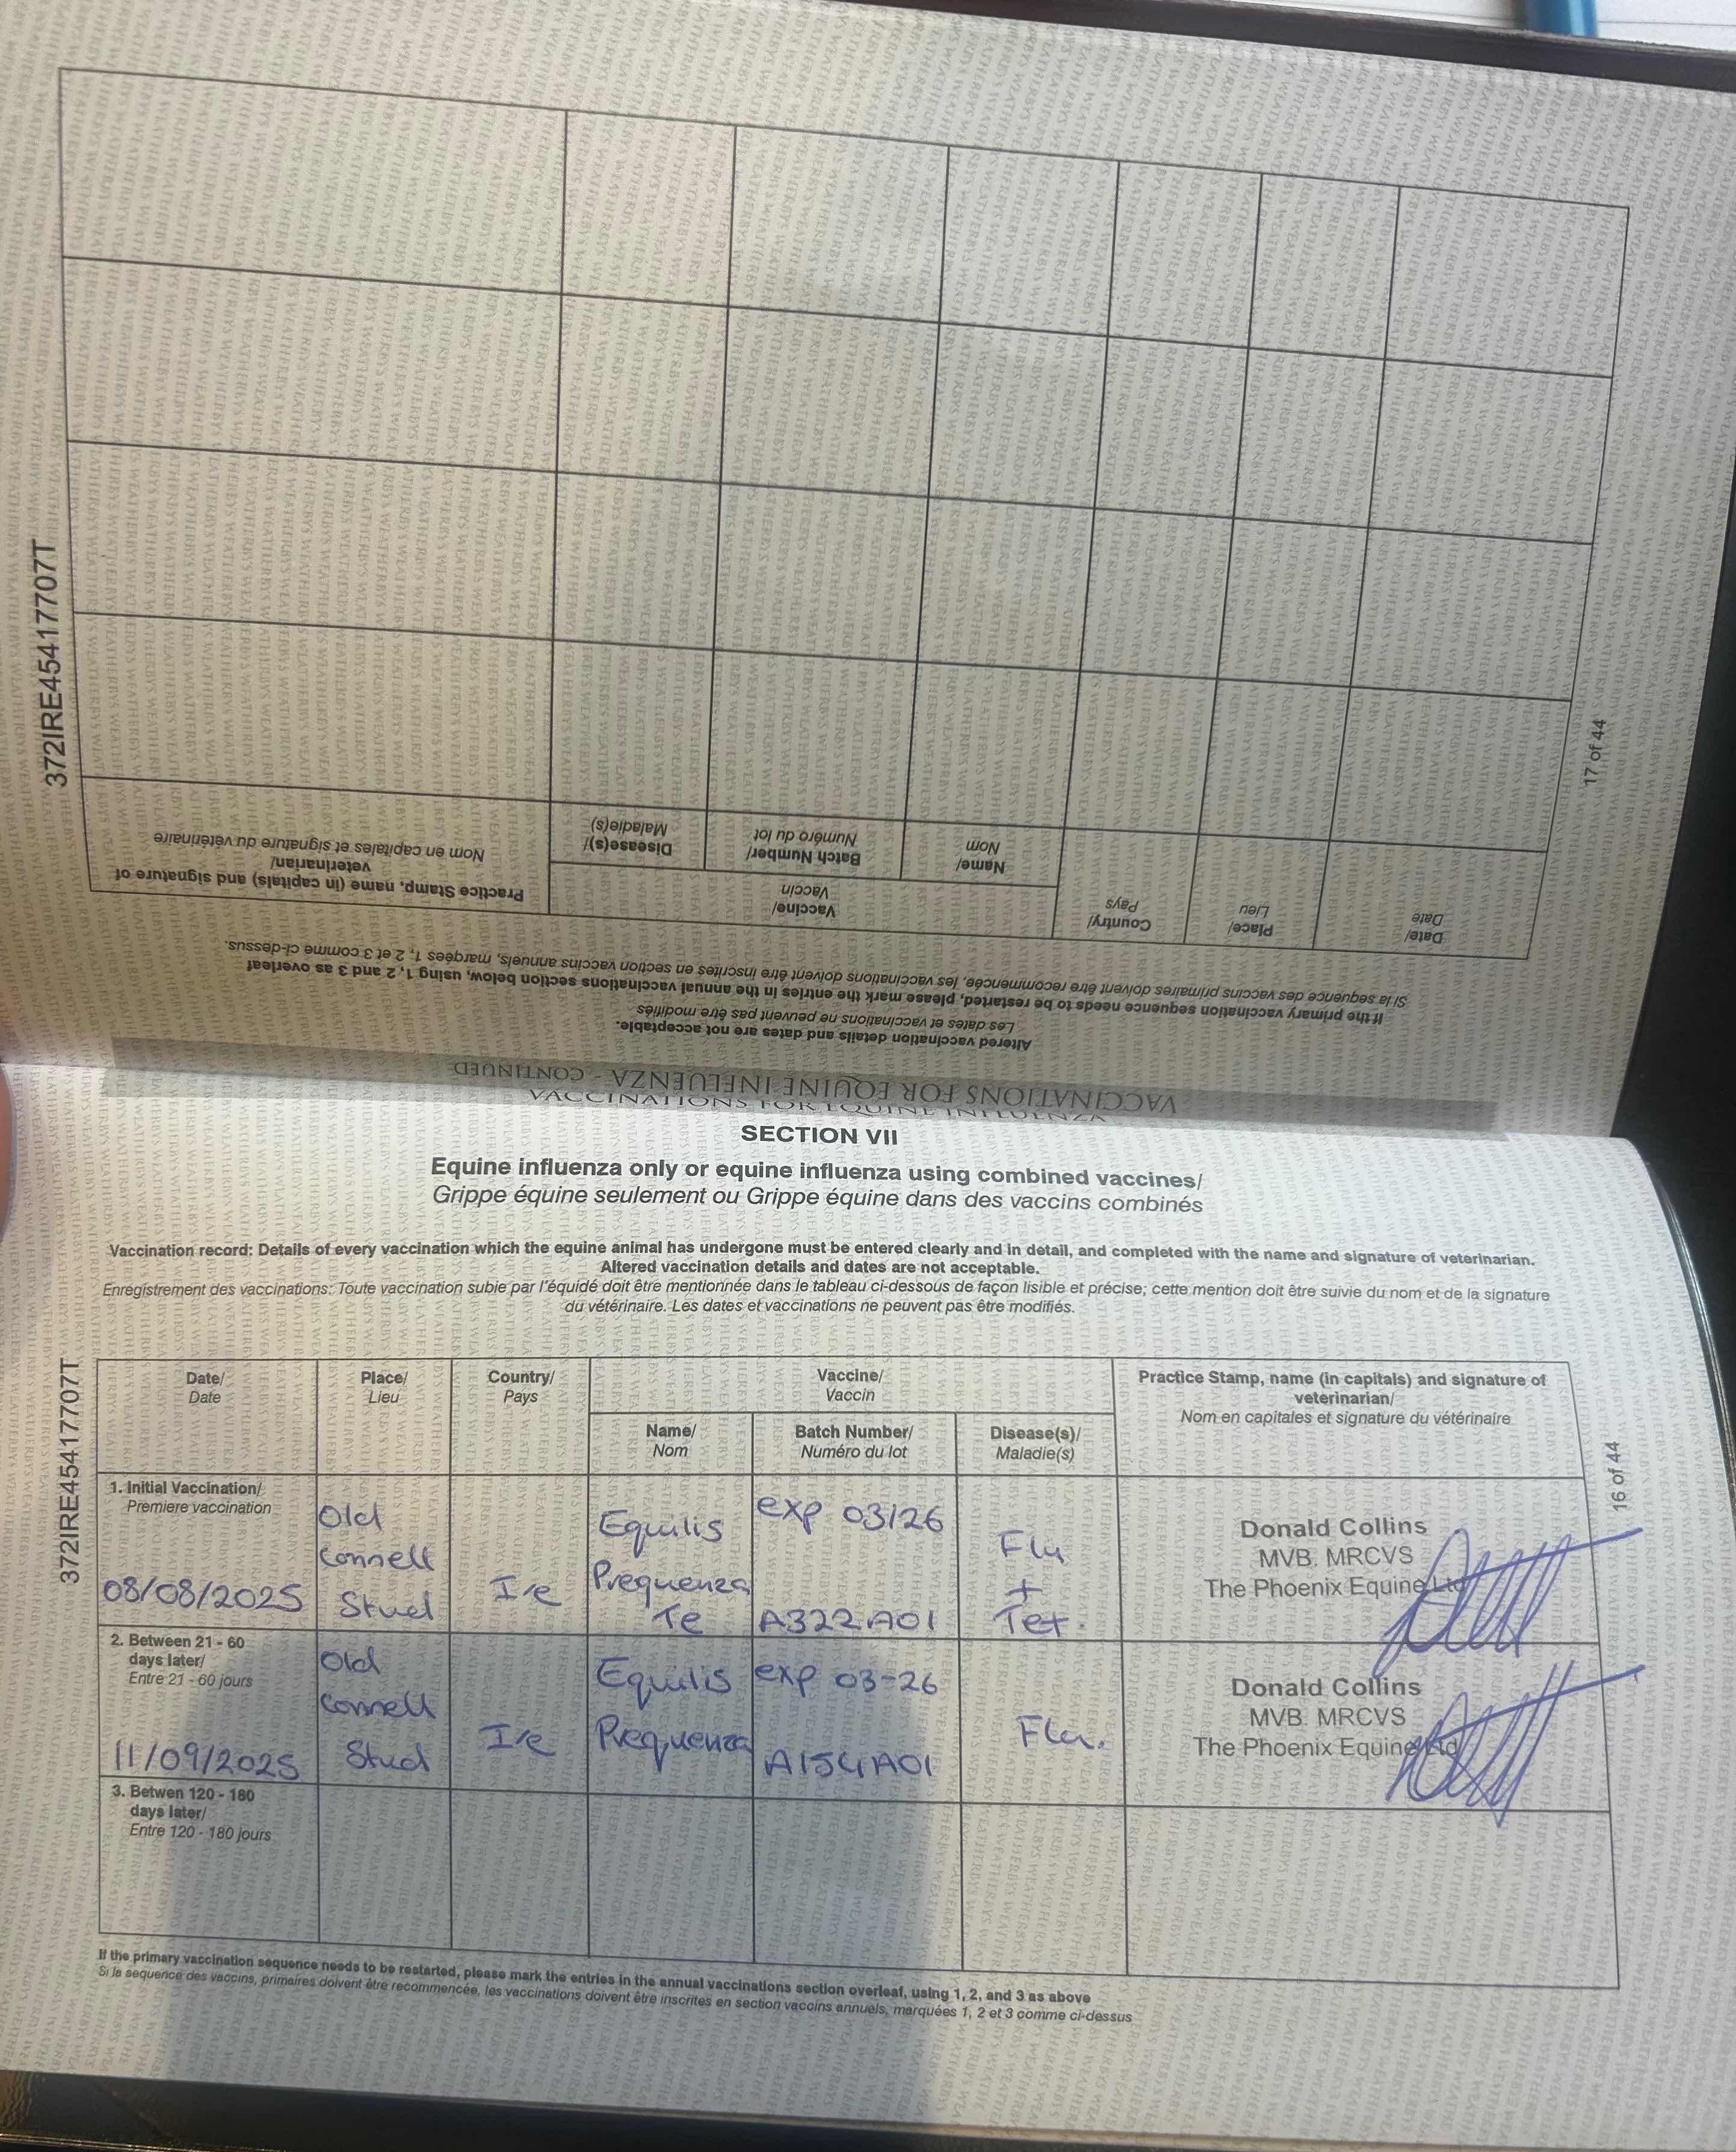 372IRE45417707T
17 of 44
VACCINATIONS FOR EQUINE INFLUENZA - CONTINUED
Altered vaccination details and dates are not acceptable.
Les dates et vaccinations ne peuvent pas être modifiés
If the primary vaccination sequence needs to be restarted, please mark the entries in the annual vaccinations section below, using 1, 2 and 3 as overleaf
Si la sequence des vaccins primaires doivent être recommencée, les vaccinations doivent être inscrites en section vaccins annuels, marqées 1, 2 et 3 comme ci-dessus.
Date/
Date
Place/
Lieu
Country/
Pays
Vaccine/
Vaccin
Name/
Nom
Batch Number/
Numéro du lot
Disease(s)/
Maladie(s)
Practice Stamp, name (in capitals) and signature of
veterinarian/
Nom en capitales et signature du vétérinaire
VACCINATIONS FOR EQUINE INFLUENZA
SECTION VII
Equine influenza only or equine influenza using combined vaccines/
Grippe équine seulement ou Grippe équine dans des vaccins combinés
Vaccination record: Details of every vaccination which the equine animal has undergone must be entered clearly and in detail, and completed with the name and signature of veterinarian.
Altered vaccination details and dates are not acceptable.
Enregistrement des vaccinations: Toute vaccination subie par l'équidé doit être mentionnée dans le tableau ci-dessous de façon lisible et précise; cette mention doit être suivie du nom et de la signature
du vétérinaire. Les dates et vaccinations ne peuvent pas être modifiés.
372IRE45417707T
16 of 44
Date/
Date
Place/
Lieu
Country/
Pays
Vaccine/
Vaccin
Name/
Nom
Batch Number/
Numéro du lot
Disease(s)/
Maladie(s)
Practice Stamp, name (in capitals) and signature of
veterinarian/
Nom en capitales et signature du vétérinaire
1. Initial Vaccination/
Premiere vaccination
08/08/2025
Old
Connell
Stud
Ire
Equilis
Prequenza
Te
exp 03/26
A322A01
Flu
+
Tet.
Donald Collins
MVB. MRCVS
The Phoenix Equine Ltd
2. Between 21 - 60
days later/
Entre 21 - 60 jours
11/09/2025
Old
Connell
Stud
Ire
Equilis
Prequenza
exp 03-26
A154A01
Flu.
Donald Collins
MVB. MRCVS
The Phoenix Equine Ltd
3. Betwen 120 - 180
days later/
Entre 120 - 180 jours
If the primary vaccination sequence needs to be restarted, please mark the entries in the annual vaccinations section overleaf, using 1, 2, and 3 as above
Si la sequence des vaccins, primaires doivent être recommencée, les vaccinations doivent être inscrites en section vaccins annuels, marquées 1, 2 et 3 comme ci-dessus